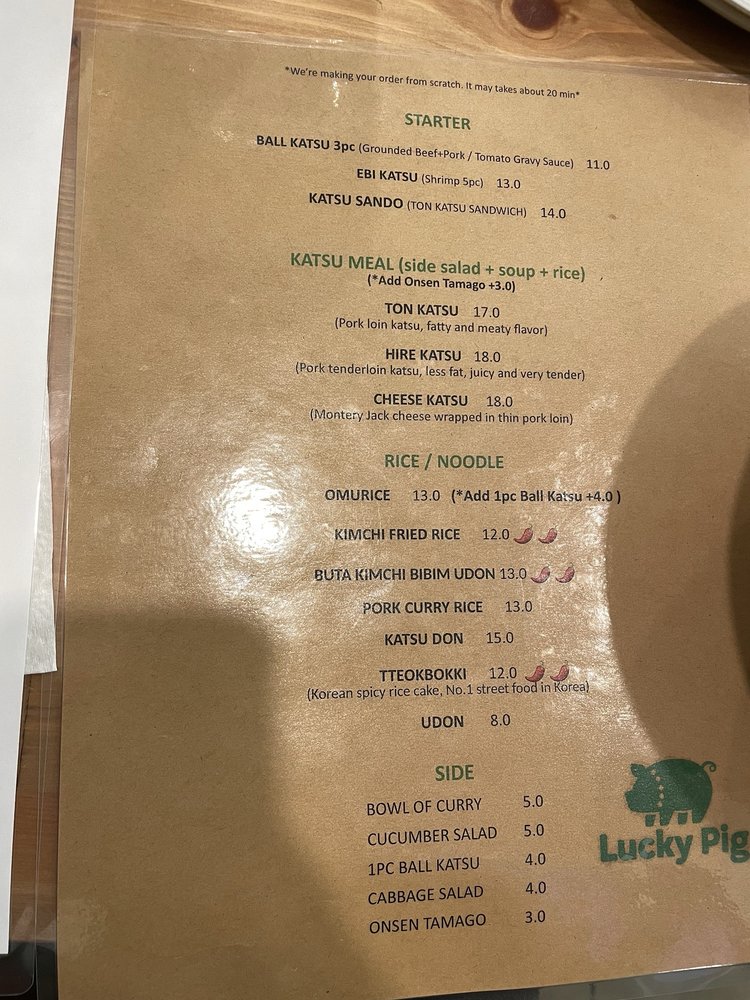 *We're making your order from scratch. It may takes about 20 min*
STARTER
BALL KATSU 3pc (Grounded Beef+Pork / Tomato Gravy Sauce) 11.0
EBI KATSU (Shrimp 5pc) 13.0
KATSU SANDO (TON KATSU SANDWICH) 14.0
KATSU MEAL (side salad + soup + rice)
(*Add Onsen Tamago +3.0)
TON KATSU 17.0
(Pork loin katsu, fatty and meaty flavor)
HIRE KATSU 18.0
(Pork tenderloin katsu, less fat, juicy and very tender)
CHEESE KATSU 18.0
(Montery Jack cheese wrapped in thin pork loin)
RICE / NOODLE
OMURICE 13.0 (*Add 1pc Ball Katsu +4.0 )
KIMCHI FRIED RICE 12.0
BUTA KIMCHI BIBIM UDON 13.0
PORK CURRY RICE 13.0
KATSU DON 15.0
TTEOKBOKKI 12.0
(Korean spicy rice cake, No.1 street food in Korea)
UDON 8.0
SIDE
BOWL OF CURRY 5.0
CUCUMBER SALAD 5.0
1PC BALL KATSU 4.0
CABBAGE SALAD 4.0
ONSEN TAMAGO 3.0
Lucky Pig